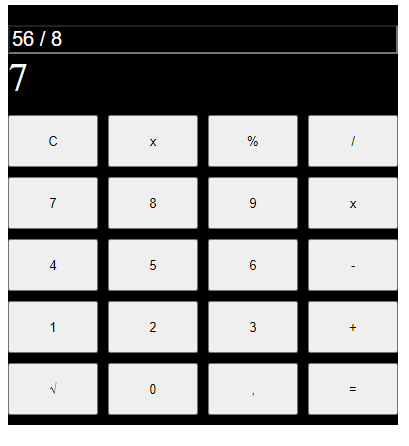 56 / 8
7
C x % /
7 8 9 x
4 5 6 -
1 2 3 +
√ 0 , =